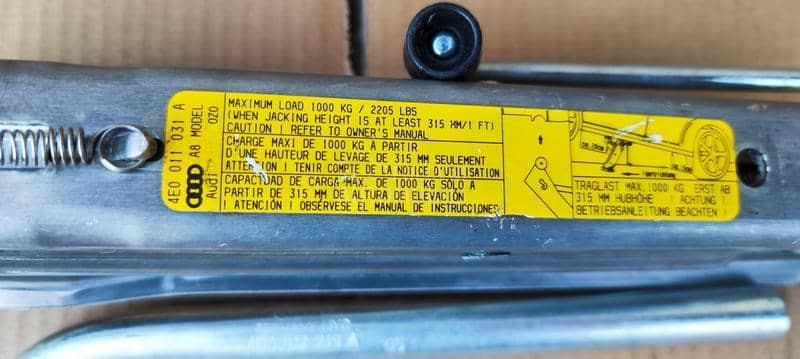 4E0 011 031 A
AUDI A8 MODEL OZO
MAXIMUM LOAD 1000 KG / 2205 LBS
(WHEN JACKING HEIGHT IS AT LEAST 315 MM/1 FT)
CAUTION ! REFER TO OWNER'S MANUAL
CHARGE MAXI DE 1000 KG À PARTIR
D'UNE HAUTEUR DE LEVAGE DE 315 MM SEULEMENT
ATTENTION ! TENIR COMPTE DE LA NOTICE D'UTILISATION
CAPACIDAD DE CARGA MAX. DE 1000 KG SÓLO A
PARTIR DE 315 MM DE ALTURA DE ELEVACIÓN
! ATENCIÓN ! OBSÉRVESE EL MANUAL DE INSTRUCCIONES
TRAGLAST MAX. 1000 KG ERST AB
315 MM HUBHÖHE ! ACHTUNG !
BETRIEBSANLEITUNG BEACHTEN !